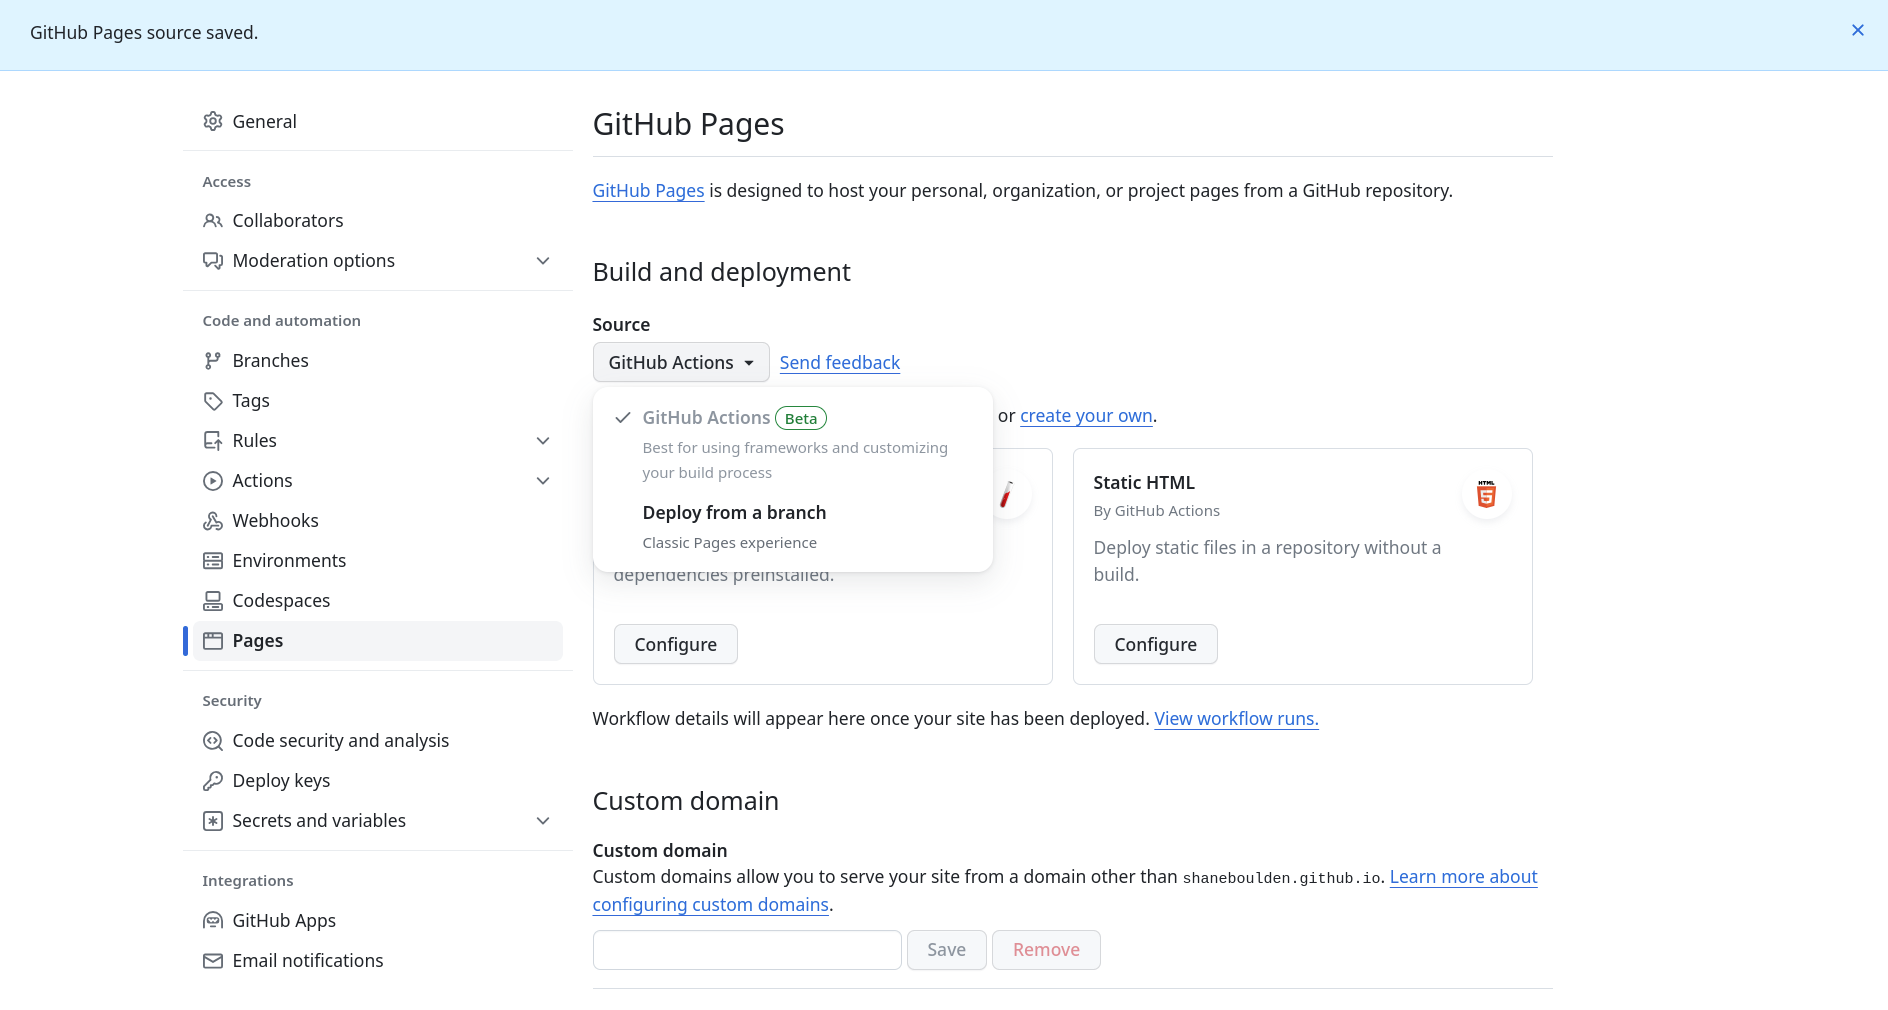 GitHub Pages source saved.
General
Access
Collaborators
Moderation options
Code and automation
Branches
Tags
Rules
Actions
Webhooks
Environments
Codespaces
Pages
Security
Code security and analysis
Deploy keys
Secrets and variables
Integrations
GitHub Apps
Email notifications
GitHub Pages
GitHub Pages is designed to host your personal, organization, or project pages from a GitHub repository.
Build and deployment
Source
GitHub Actions Send feedback
GitHub Actions Beta
Best for using frameworks and customizing
your build process
Deploy from a branch
Classic Pages experience
or create your own.
dependencies preinstalled.
Configure
Static HTML
HTML
5
By GitHub Actions
Deploy static files in a repository without a
build.
Configure
Workflow details will appear here once your site has been deployed. View workflow runs.
Custom domain
Custom domain
Custom domains allow you to serve your site from a domain other than shaneboulden.github.io. Learn more about
configuring custom domains.
Save Remove